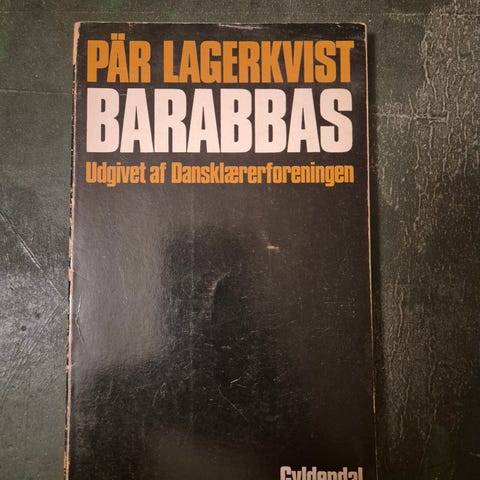 PÄR LAGERKVIST
BARABBAS
Udgivet af Dansklærerforeningen
Gyldendal